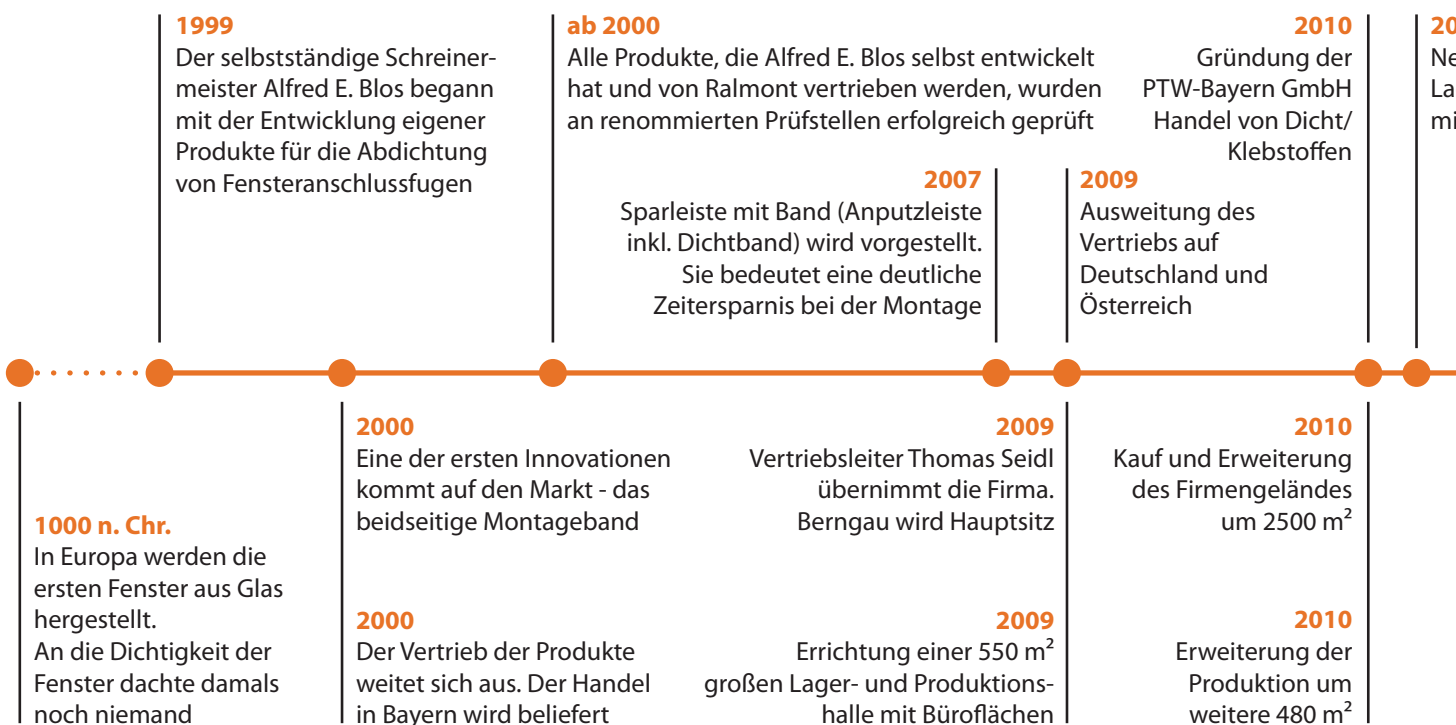 1999
Der selbstständige Schreiner-
meister Alfred E. Blos begann
mit der Entwicklung eigener
Produkte für die Abdichtung
von Fensteranschlussfugen
ab 2000
Alle Produkte, die Alfred E. Blos selbst entwickelt
hat und von Ralmont vertrieben werden, wurden
an renommierten Prüfstellen erfolgreich geprüft
2007
Sparleiste mit Band (Anputzleiste
inkl. Dichtband) wird vorgestellt.
Sie bedeutet eine deutliche
Zeitersparnis bei der Montage
2009
Ausweitung des
Vertriebs auf
Deutschland und
Österreich
2010
Gründung der
PTW-Bayern GmbH
Handel von Dicht/
Klebstoffen
1000 n. Chr.
In Europa werden die
ersten Fenster aus Glas
hergestellt.
An die Dichtigkeit der
Fenster dachte damals
noch niemand
2000
Eine der ersten Innovationen
kommt auf den Markt - das
beidseitige Montageband
2000
Der Vertrieb der Produkte
weitet sich aus. Der Handel
in Bayern wird beliefert
2009
Vertriebsleiter Thomas Seidl
übernimmt die Firma.
Berngau wird Hauptsitz
2009
Errichtung einer 550 m²
großen Lager- und Produktions-
halle mit Büroflächen
2010
Kauf und Erweiterung
des Firmengeländes
um 2500 m²
2010
Erweiterung der
Produktion um
weitere 480 m²